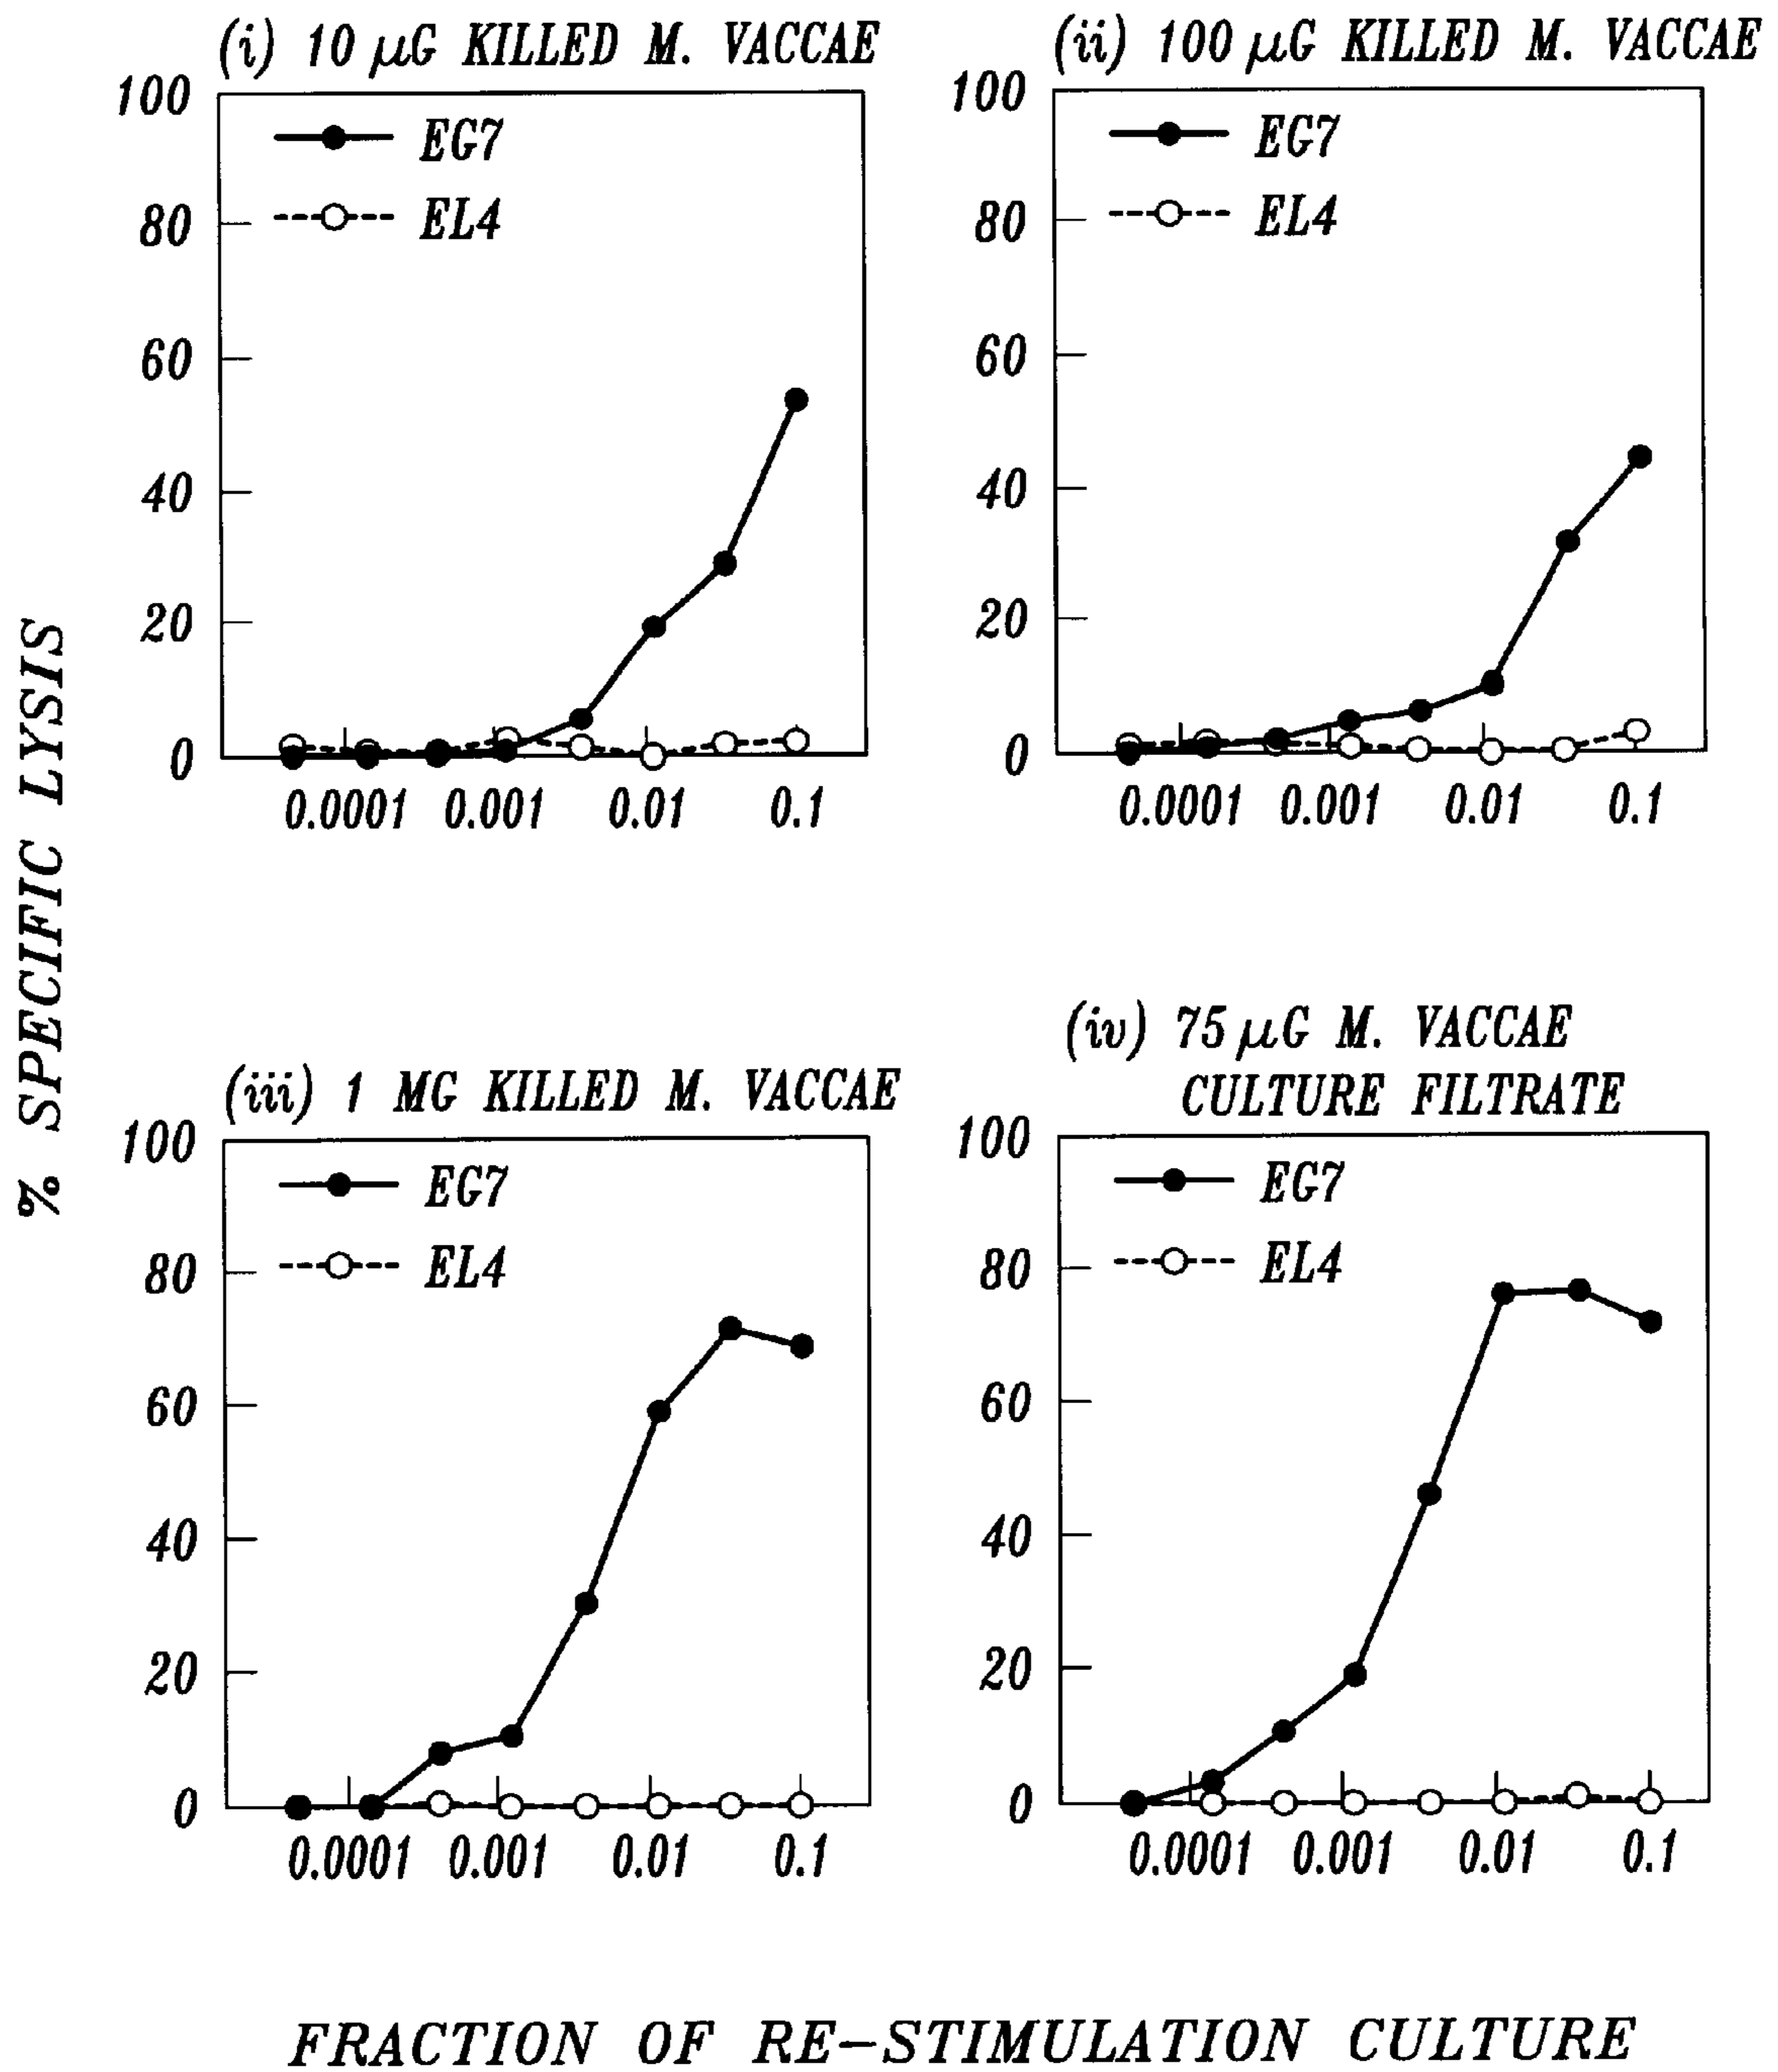 (i) 10 μG KILLED M. VACCAE
100
80
60
40
20
0
EG7
EL4
0.0001 0.001 0.01 0.1
(ii) 100 μG KILLED M. VACCAE
100
80
60
40
20
0
EG7
EL4
0.0001 0.001 0.01 0.1
% SPECIFIC LYSIS
(iii) 1 MG KILLED M. VACCAE
100
80
60
40
20
0
EG7
EL4
0.0001 0.001 0.01 0.1
(iv) 75 μG M. VACCAE
CULTURE FILTRATE
100
80
60
40
20
0
EG7
EL4
0.0001 0.001 0.01 0.1
FRACTION OF RE-STIMULATION CULTURE